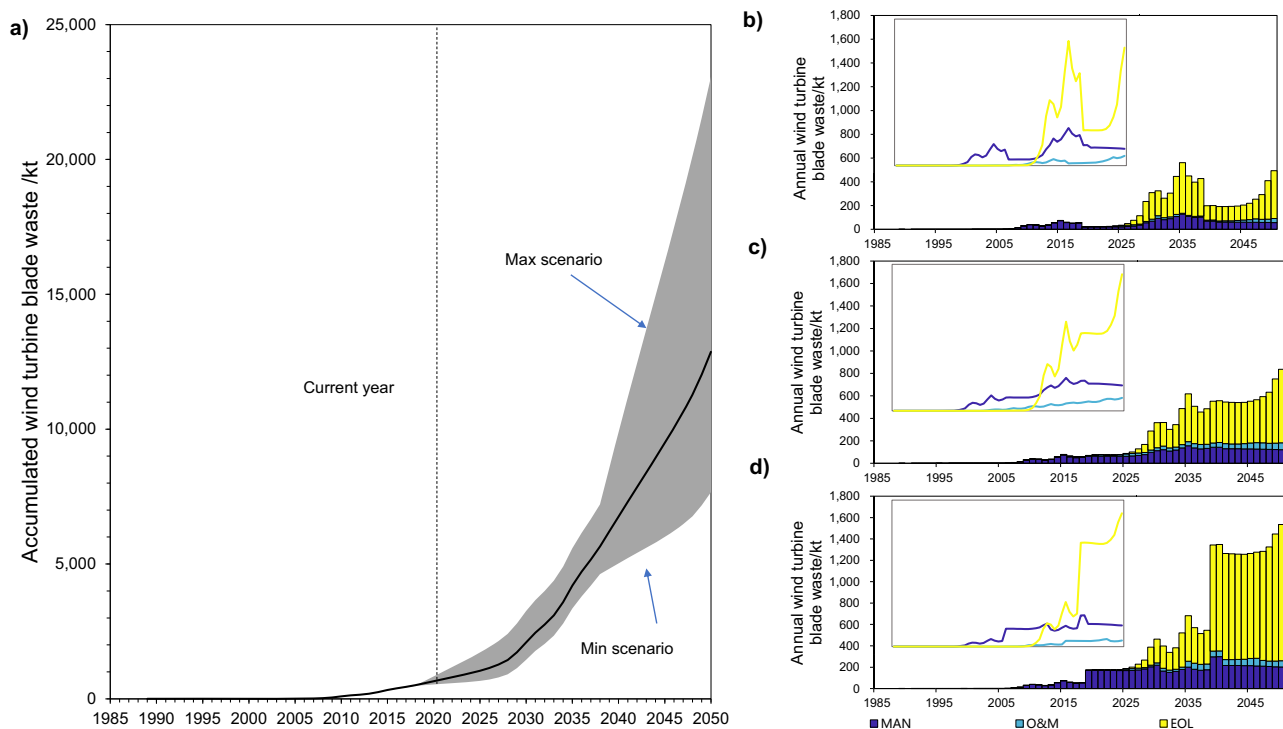 a)
Accumulated wind turbine blade waste /kt
25,000
20,000
15,000
10,000
5,000
0
1985 1990 1995 2000 2005 2010 2015 2020 2025 2030 2035 2040 2045 2050
Max scenario
Current year
Min scenario
b)
Annual wind turbine
blade waste/kt
1,800
1,600
1,400
1,200
1,000
800
600
400
200
0
1985 1995 2005 2015 2025 2035 2045
c)
Annual wind turbine
blade waste/kt
1,800
1,600
1,400
1,200
1,000
800
600
400
200
0
1985 1995 2005 2015 2025 2035 2045
d)
Annual wind turbine
blade waste/kt
1,800
1,600
1,400
1,200
1,000
800
600
400
200
0
1985 1995 2005 2015 2025 2035 2045
MAN O&M EOL